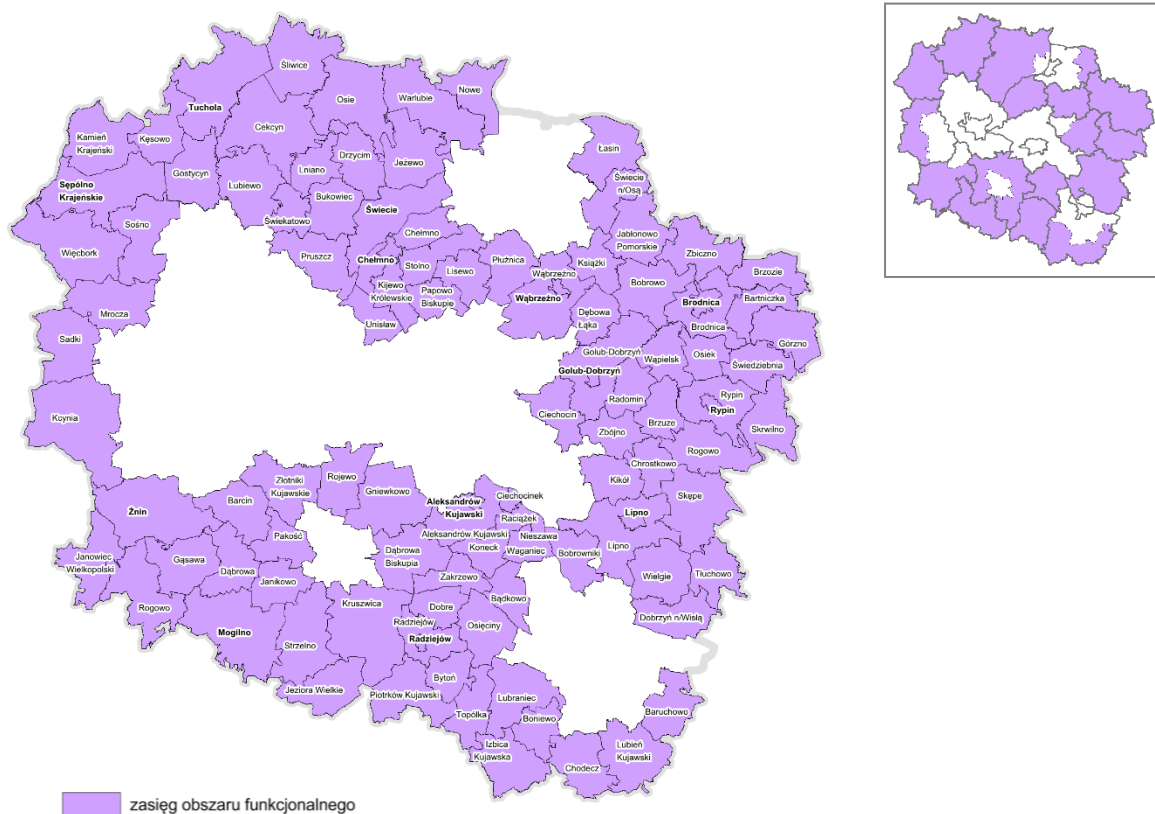 Śliwice
Nowe
Osie
Warlubie
Tuchola
Cekcyn
Kamień
Krajeński
Kęsowo
Łasin
Drzycim
Jeżewo
Gostycyn
Lniano
Lubiewo
Świecie
n/Osą
Sępólno
Krajeńskie
Bukowiec
Świecie
Sośno
Świekatowo
Chełmno
Jabłonowo
Pomorskie
Więcbork
Pruszcz
Chełmno
Stolno
Lisewo
Płużnica
Wąbrzeźno
Książki
Zbiczno
Brzozie
Kijewo
Królewskie
Papowo
Biskupie
Wąbrzeźno
Bobrowo
Brodnica
Bartniczka
Mrocza
Unisław
Dębowa
Łąka
Brodnica
Sadki
Górzno
Golub-Dobrzyń
Wąpielsk
Osiek
Świedziebnia
Golub-Dobrzyń
Kcynia
Radomin
Rypin
Rypin
Ciechocin
Brzuze
Skrwilno
Zbójno
Rogowo
Chrostkowo
Rojewo
Złotniki
Kujawskie
Gniewkowo
Kikół
Skępe
Barcin
Aleksandrów
Kujawski
Ciechocinek
Żnin
Raciążek
Lipno
Pakość
Aleksandrów Kujawski
Nieszawa
Koneck
Waganiec
Bobrowniki
Lipno
Janowiec
Wielkopolski
Gąsawa
Dąbrowa
Dąbrowa
Biskupia
Wielgie
Tłuchowo
Janikowo
Zakrzewo
Bądkowo
Rogowo
Kruszwica
Dobre
Dobrzyń n/Wisłą
Radziejów
Osięciny
Mogilno
Strzelno
Radziejów
Bytoń
Jeziora Wielkie
Piotrków Kujawski
Lubraniec
Topólka
Boniewo
Baruchowo
Izbica
Kujawska
Lubień
Kujawski
Chodecz
zasięg obszaru funkcjonalnego